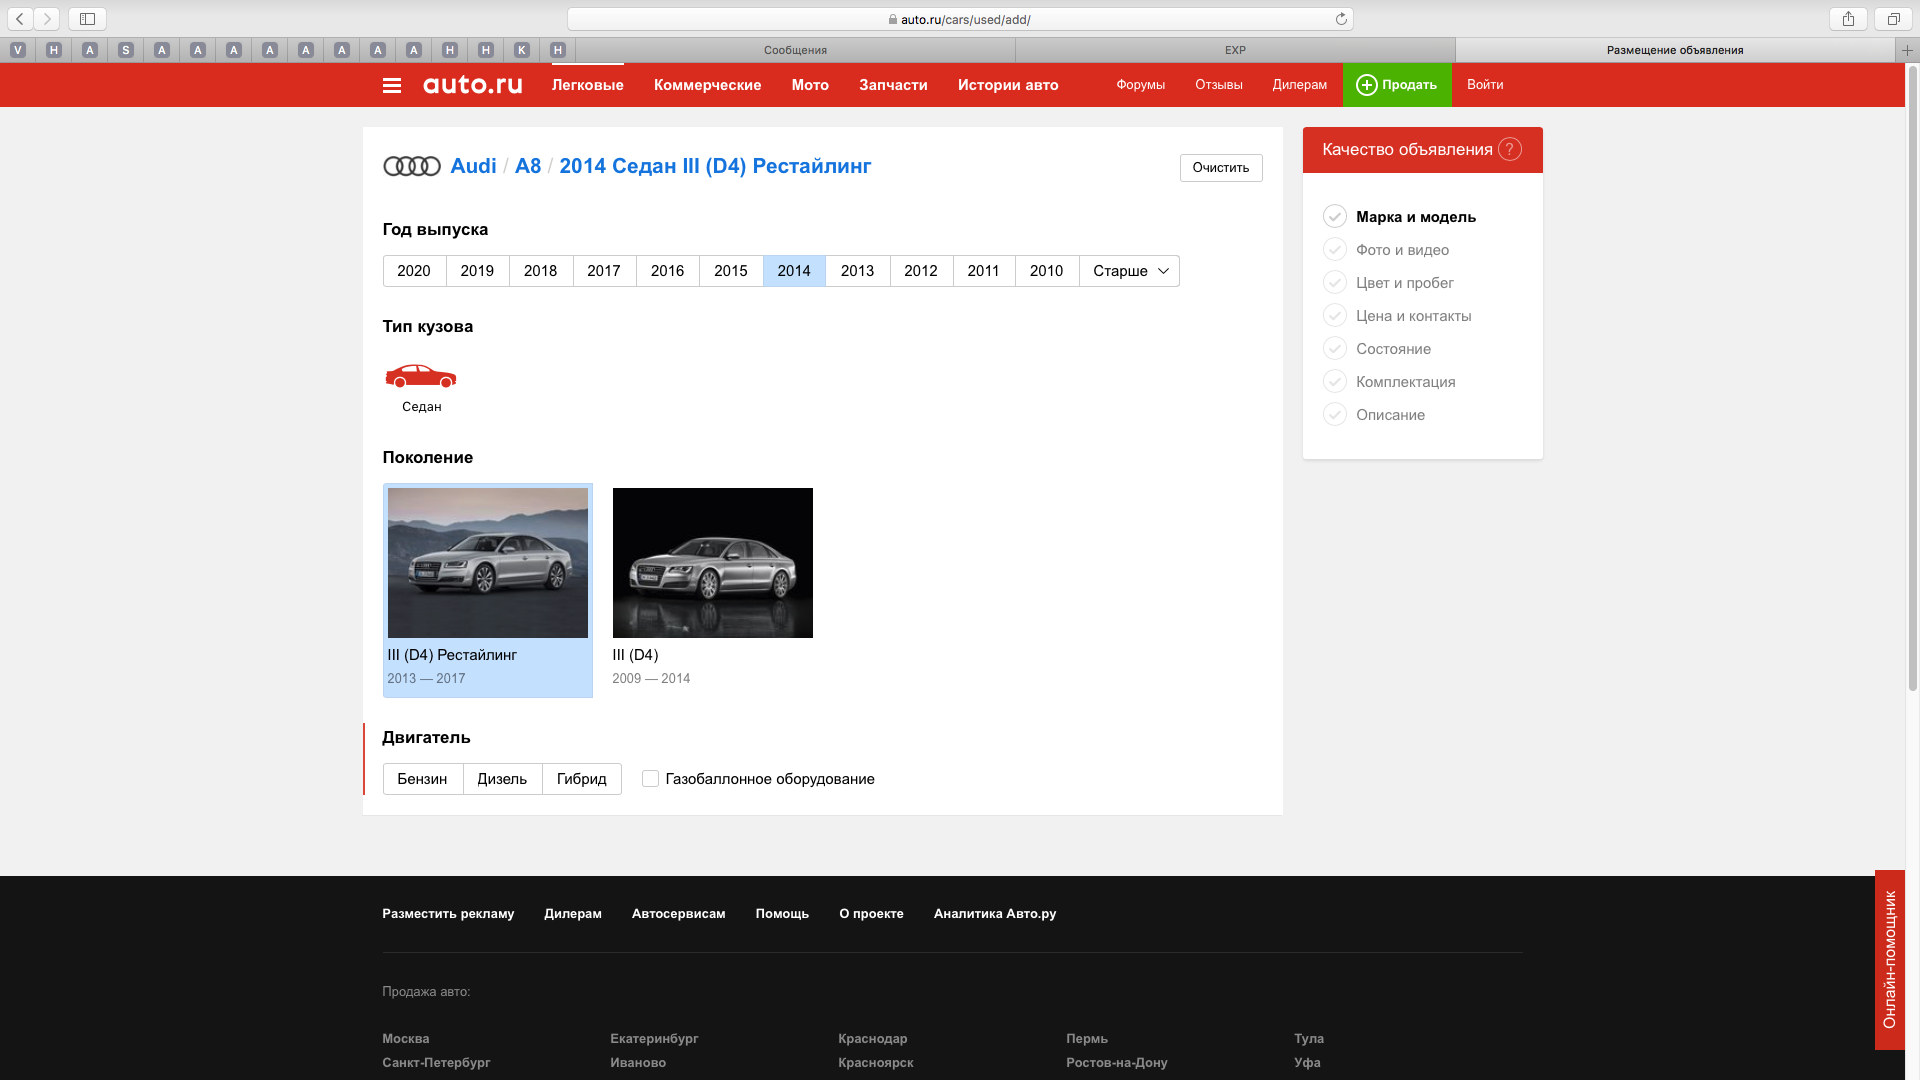 auto.ru/cars/used/add/
V H A S A A A A A A A A H H K H Сообщения EXP Размещение объявления
auto.ru Легковые Коммерческие Мото Запчасти Истории авто Форумы Отзывы Дилерам Продать Войти
Audi / A8 / 2014 Седан III (D4) Рестайлинг
Очистить
Год выпуска
2020 2019 2018 2017 2016 2015 2014 2013 2012 2011 2010 Старше
Тип кузова
Седан
Поколение
III (D4) Рестайлинг
2013 — 2017
III (D4)
2009 — 2014
Двигатель
Бензин Дизель Гибрид Газобаллонное оборудование
Качество объявления ?
Марка и модель
Фото и видео
Цвет и пробег
Цена и контакты
Состояние
Комплектация
Описание
Разместить рекламу Дилерам Автосервисам Помощь О проекте Аналитика Авто.ру
Продажа авто:
Москва Екатеринбург Краснодар Пермь Тула
Санкт-Петербург Иваново Красноярск Ростов-на-Дону Уфа
Онлайн-помощник